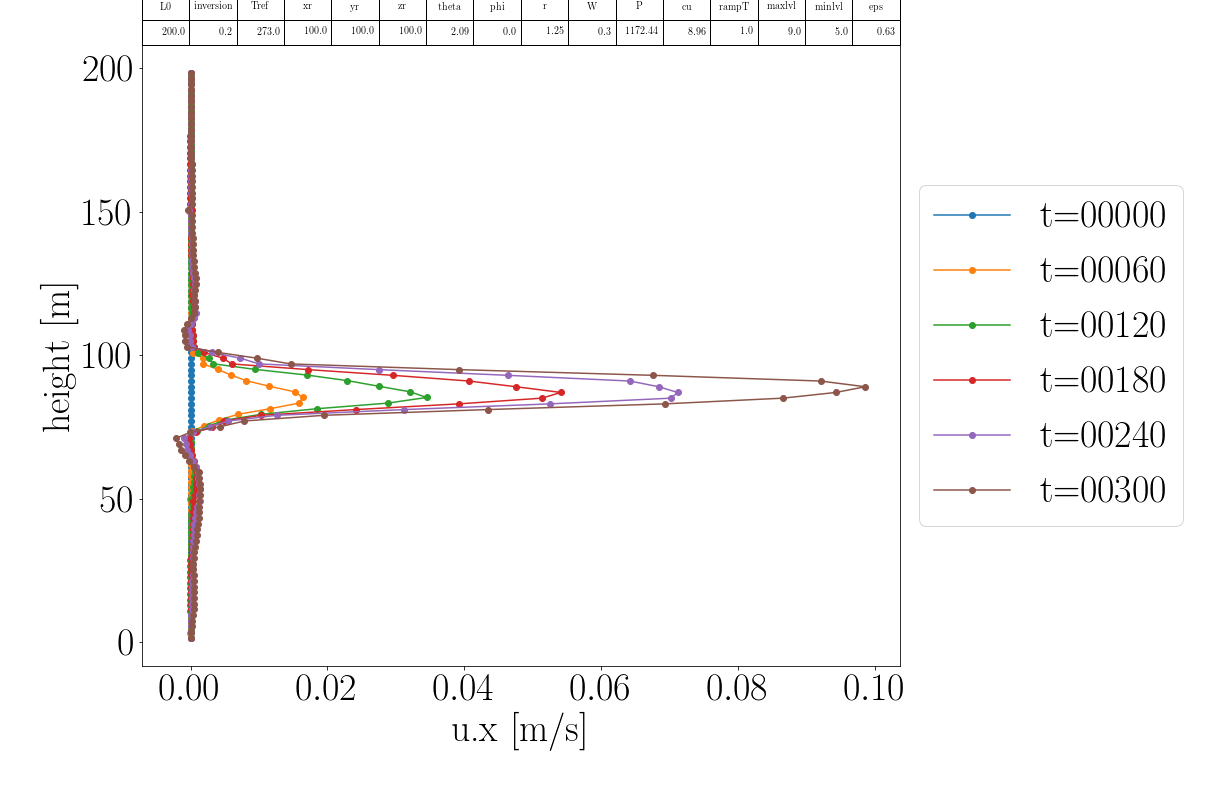 L0 inversion Tref xr yr zr theta phi r W P cu rampT maxlvl minlvl eps
200.0 0.2 273.0 100.0 100.0 100.0 2.09 0.0 1.25 0.3 1172.44 8.96 1.0 9.0 5.0 0.63
200
150
100
50
0
height [m]
0.00 0.02 0.04 0.06 0.08 0.10
u.x [m/s]
t=00000
t=00060
t=00120
t=00180
t=00240
t=00300